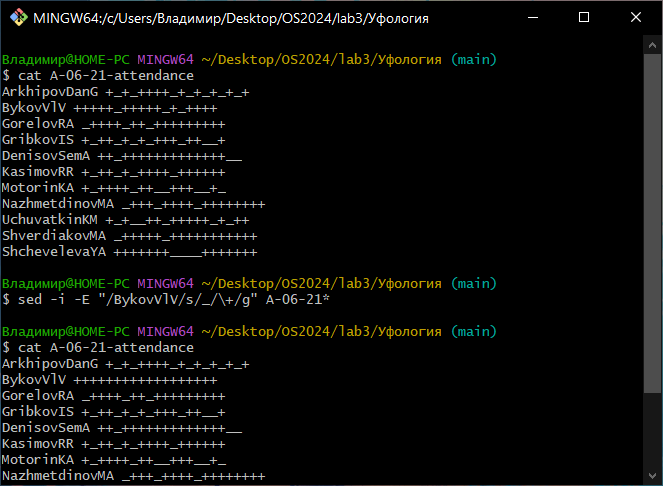 MINGW64:/c/Users/Владимир/Desktop/OS2024/lab3/Уфология
Владимир@HOME-PC MINGW64 ~/Desktop/OS2024/lab3/Уфология (main)
$ cat A-06-21-attendance
ArkhipovDanG +_+_++++_+_+_+_+_+
BykovVlV +++++_+++++_+_++++
GorelovRA _++++_++_+++++++++
GribkovIS +_++_+_+_+++_++__+
DenisovSemA ++_+++++++++++++__
KasimovRR +_++_+_++++_++++++
MotorinKA +_++++_++__+++__+_
NazhmetdinovMA _+++_++++_++++++++
UchuvatkinKM +_+__++_+++++_+_++
ShverdiakovMA _+++++_+++++++++++
ShchevelevaYA +++++++____+++++++
Владимир@HOME-PC MINGW64 ~/Desktop/OS2024/lab3/Уфология (main)
$ sed -i -E "/BykovVlV/s/_/\+/g" A-06-21*
Владимир@HOME-PC MINGW64 ~/Desktop/OS2024/lab3/Уфология (main)
$ cat A-06-21-attendance
ArkhipovDanG +_+_++++_+_+_+_+_+
BykovVlV ++++++++++++++++++
GorelovRA _++++_++_+++++++++
GribkovIS +_++_+_+_+++_++__+
DenisovSemA ++_+++++++++++++__
KasimovRR +_++_+_++++_++++++
MotorinKA +_++++_++__+++__+_
NazhmetdinovMA _+++_++++_++++++++